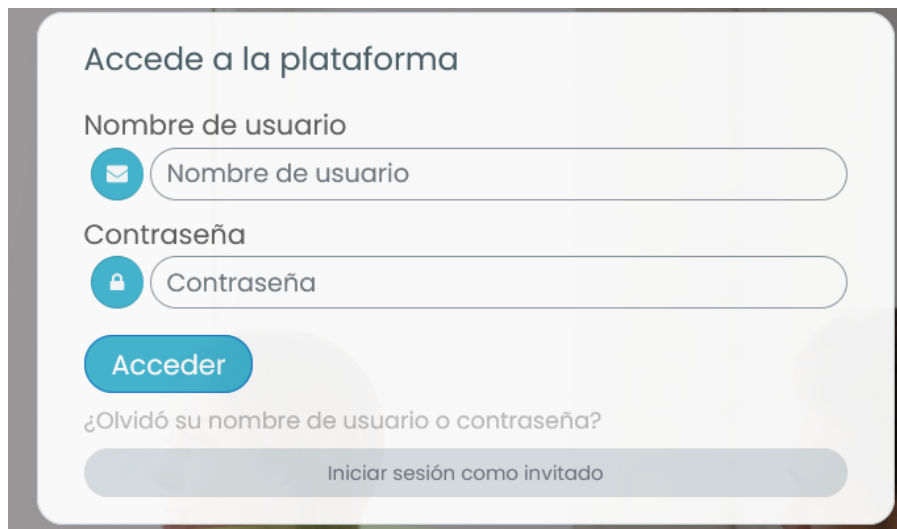 Accede a la plataforma
Nombre de usuario
Nombre de usuario
Contraseña
Contraseña
Acceder
¿Olvidó su nombre de usuario o contraseña?
Iniciar sesión como invitado